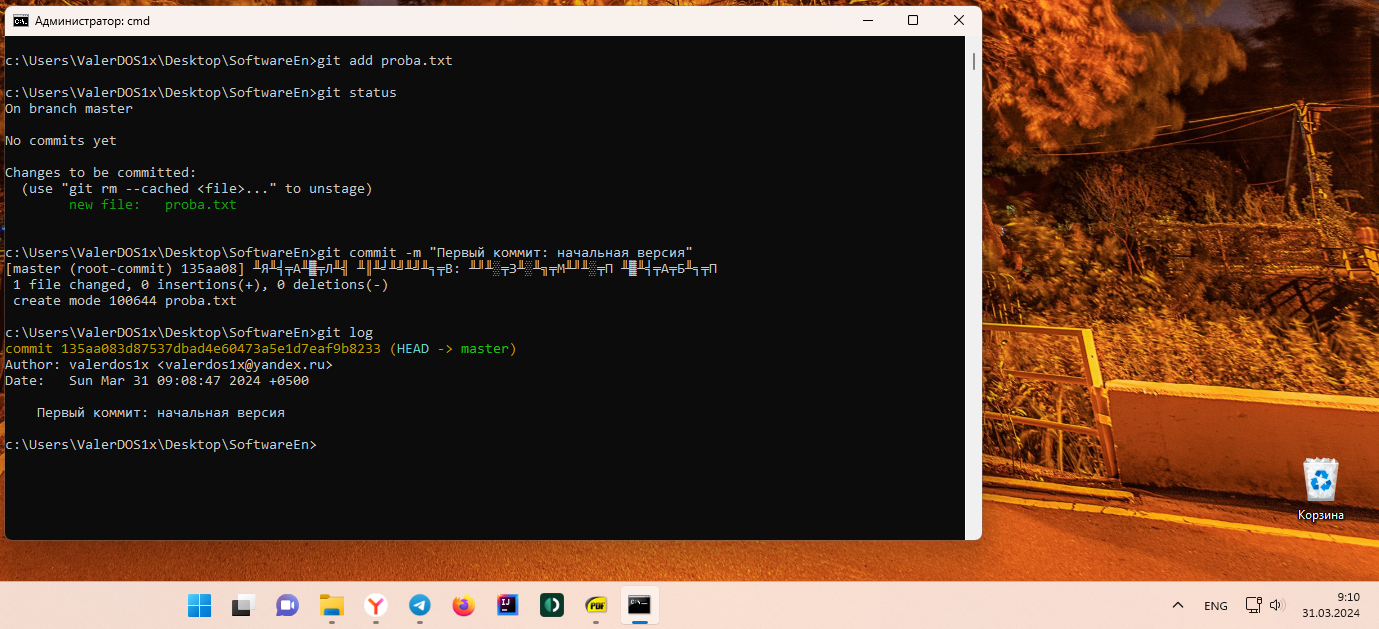 Администратор: cmd
c:\Users\ValerDOS1x\Desktop\SoftwareEn>git add proba.txt
c:\Users\ValerDOS1x\Desktop\SoftwareEn>git status
On branch master
No commits yet
Changes to be committed:
(use "git rm --cached <file>..." to unstage)
new file: proba.txt
c:\Users\ValerDOS1x\Desktop\SoftwareEn>git commit -m "Первый коммит: начальная версия"
[master (root-commit) 135aa08]
1 file changed, 0 insertions(+), 0 deletions(-)
create mode 100644 proba.txt
c:\Users\ValerDOS1x\Desktop\SoftwareEn>git log
commit 135aa083d87537dbad4e60473a5e1d7eaf9b8233 (HEAD -> master)
Author: valerdos1x <valerdos1x@yandex.ru>
Date: Sun Mar 31 09:08:47 2024 +0500
Первый коммит: начальная версия
c:\Users\ValerDOS1x\Desktop\SoftwareEn>
Корзина
PDF
ENG
9:10
31.03.2024